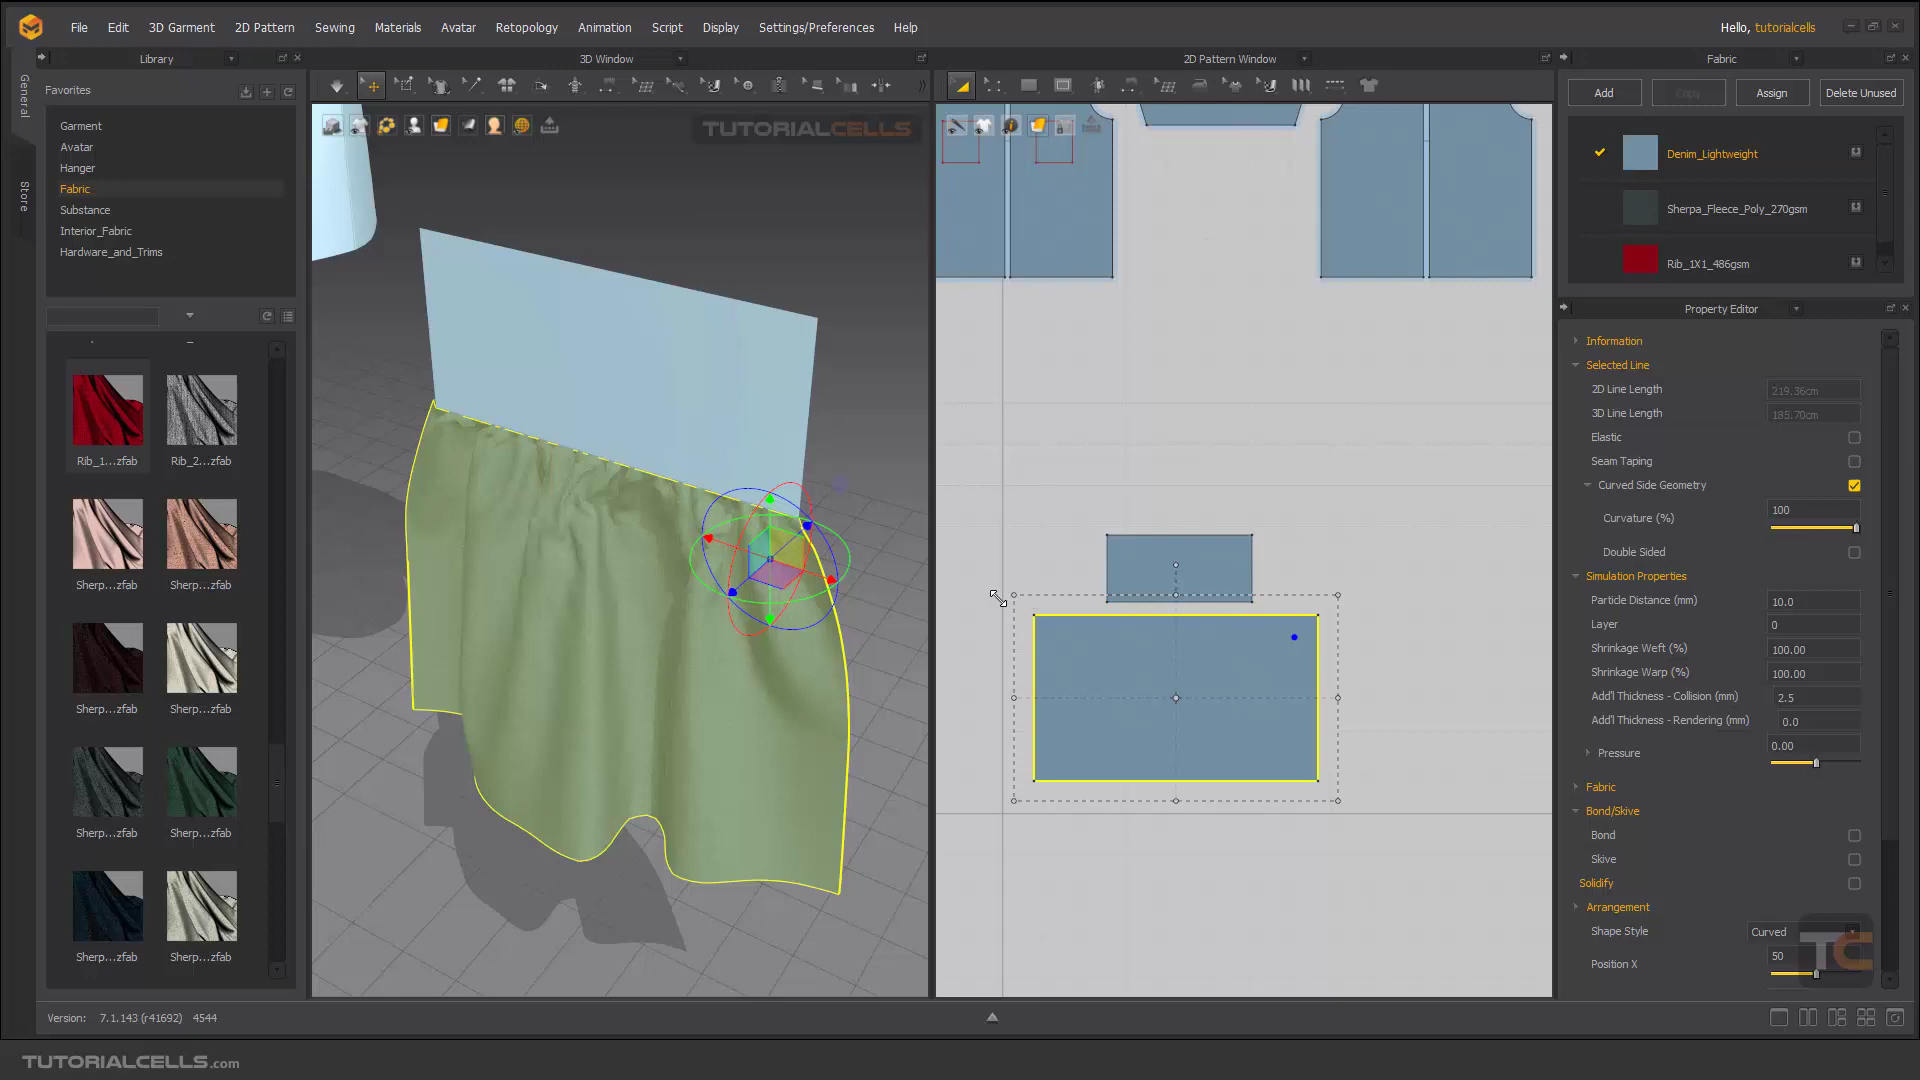 File Edit 3D Garment 2D Pattern Sewing Materials Avatar Retopology Animation Script Display Settings/Preferences Help
Hello, tutorialcells
Library
3D Window
2D Pattern Window
Fabric
General
Store
Favorites
Garment
Avatar
Hanger
Fabric
Substance
Interior_Fabric
Hardware_and_Trims
Rib_1...zfab
Rib_2...zfab
Sherp...zfab
Sherp...zfab
Sherp...zfab
Sherp...zfab
Sherp...zfab
Sherp...zfab
Sherp...zfab
Sherp...zfab
TUTORIALCELLS
Add
Copy
Assign
Delete Unused
Denim_Lightweight
Sherpa_Fleece_Poly_270gsm
Rib_1X1_486gsm
Property Editor
Information
Selected Line
2D Line Length 219.36cm
3D Line Length 185.70cm
Elastic
Seam Taping
Curved Side Geometry
Curvature (%) 100
Double Sided
Simulation Properties
Particle Distance (mm) 10.0
Layer 0
Shrinkage Weft (%) 100.00
Shrinkage Warp (%) 100.00
Add'l Thickness - Collision (mm) 2.5
Add'l Thickness - Rendering (mm) 0.0
Pressure 0.00
Fabric
Bond/Skive
Bond
Skive
Solidify
Arrangement
Shape Style Curved
Position X 50
TC
Version: 7.1.143 (r41692) 4544
TUTORIALCELLS.com